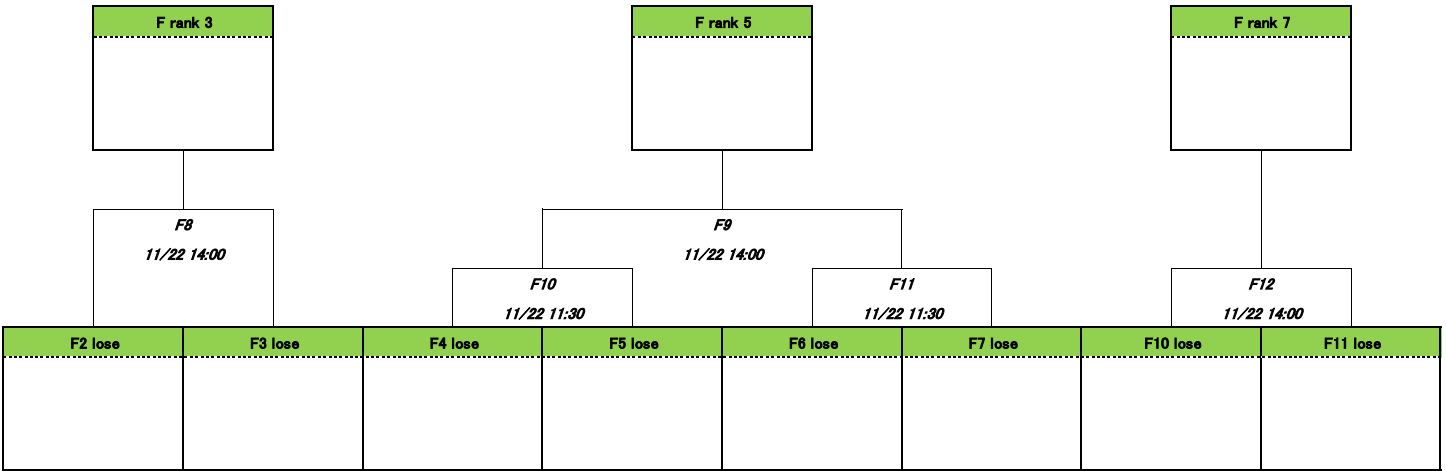 F rank 3
F rank 5
F rank 7
F8
11/22 14:00
F9
11/22 14:00
F10
11/22 11:30
F11
11/22 11:30
F12
11/22 14:00
F2 lose
F3 lose
F4 lose
F5 lose
F6 lose
F7 lose
F10 lose
F11 lose